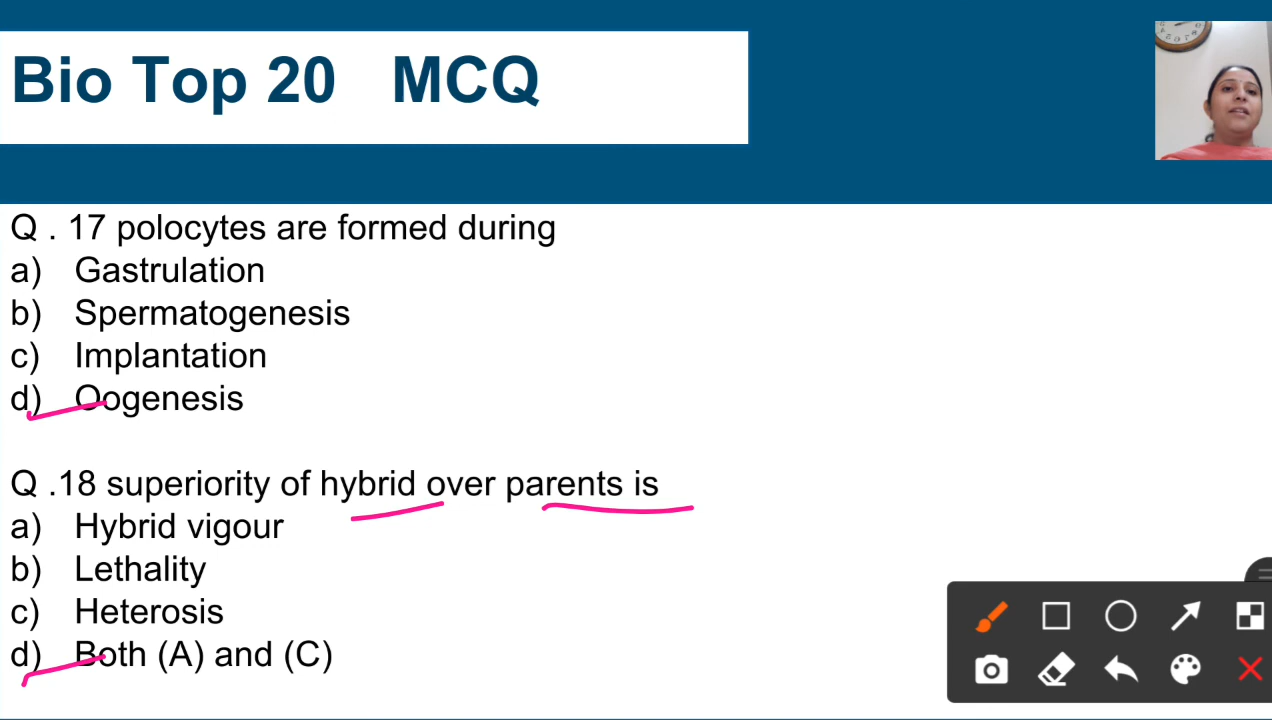 Bio Top 20 MCQ
Q . 17 polocytes are formed during
a) Gastrulation
b) Spermatogenesis
c) Implantation
d) Oogenesis
Q .18 superiority of hybrid over parents is
a) Hybrid vigour
b) Lethality
c) Heterosis
d) Both (A) and (C)